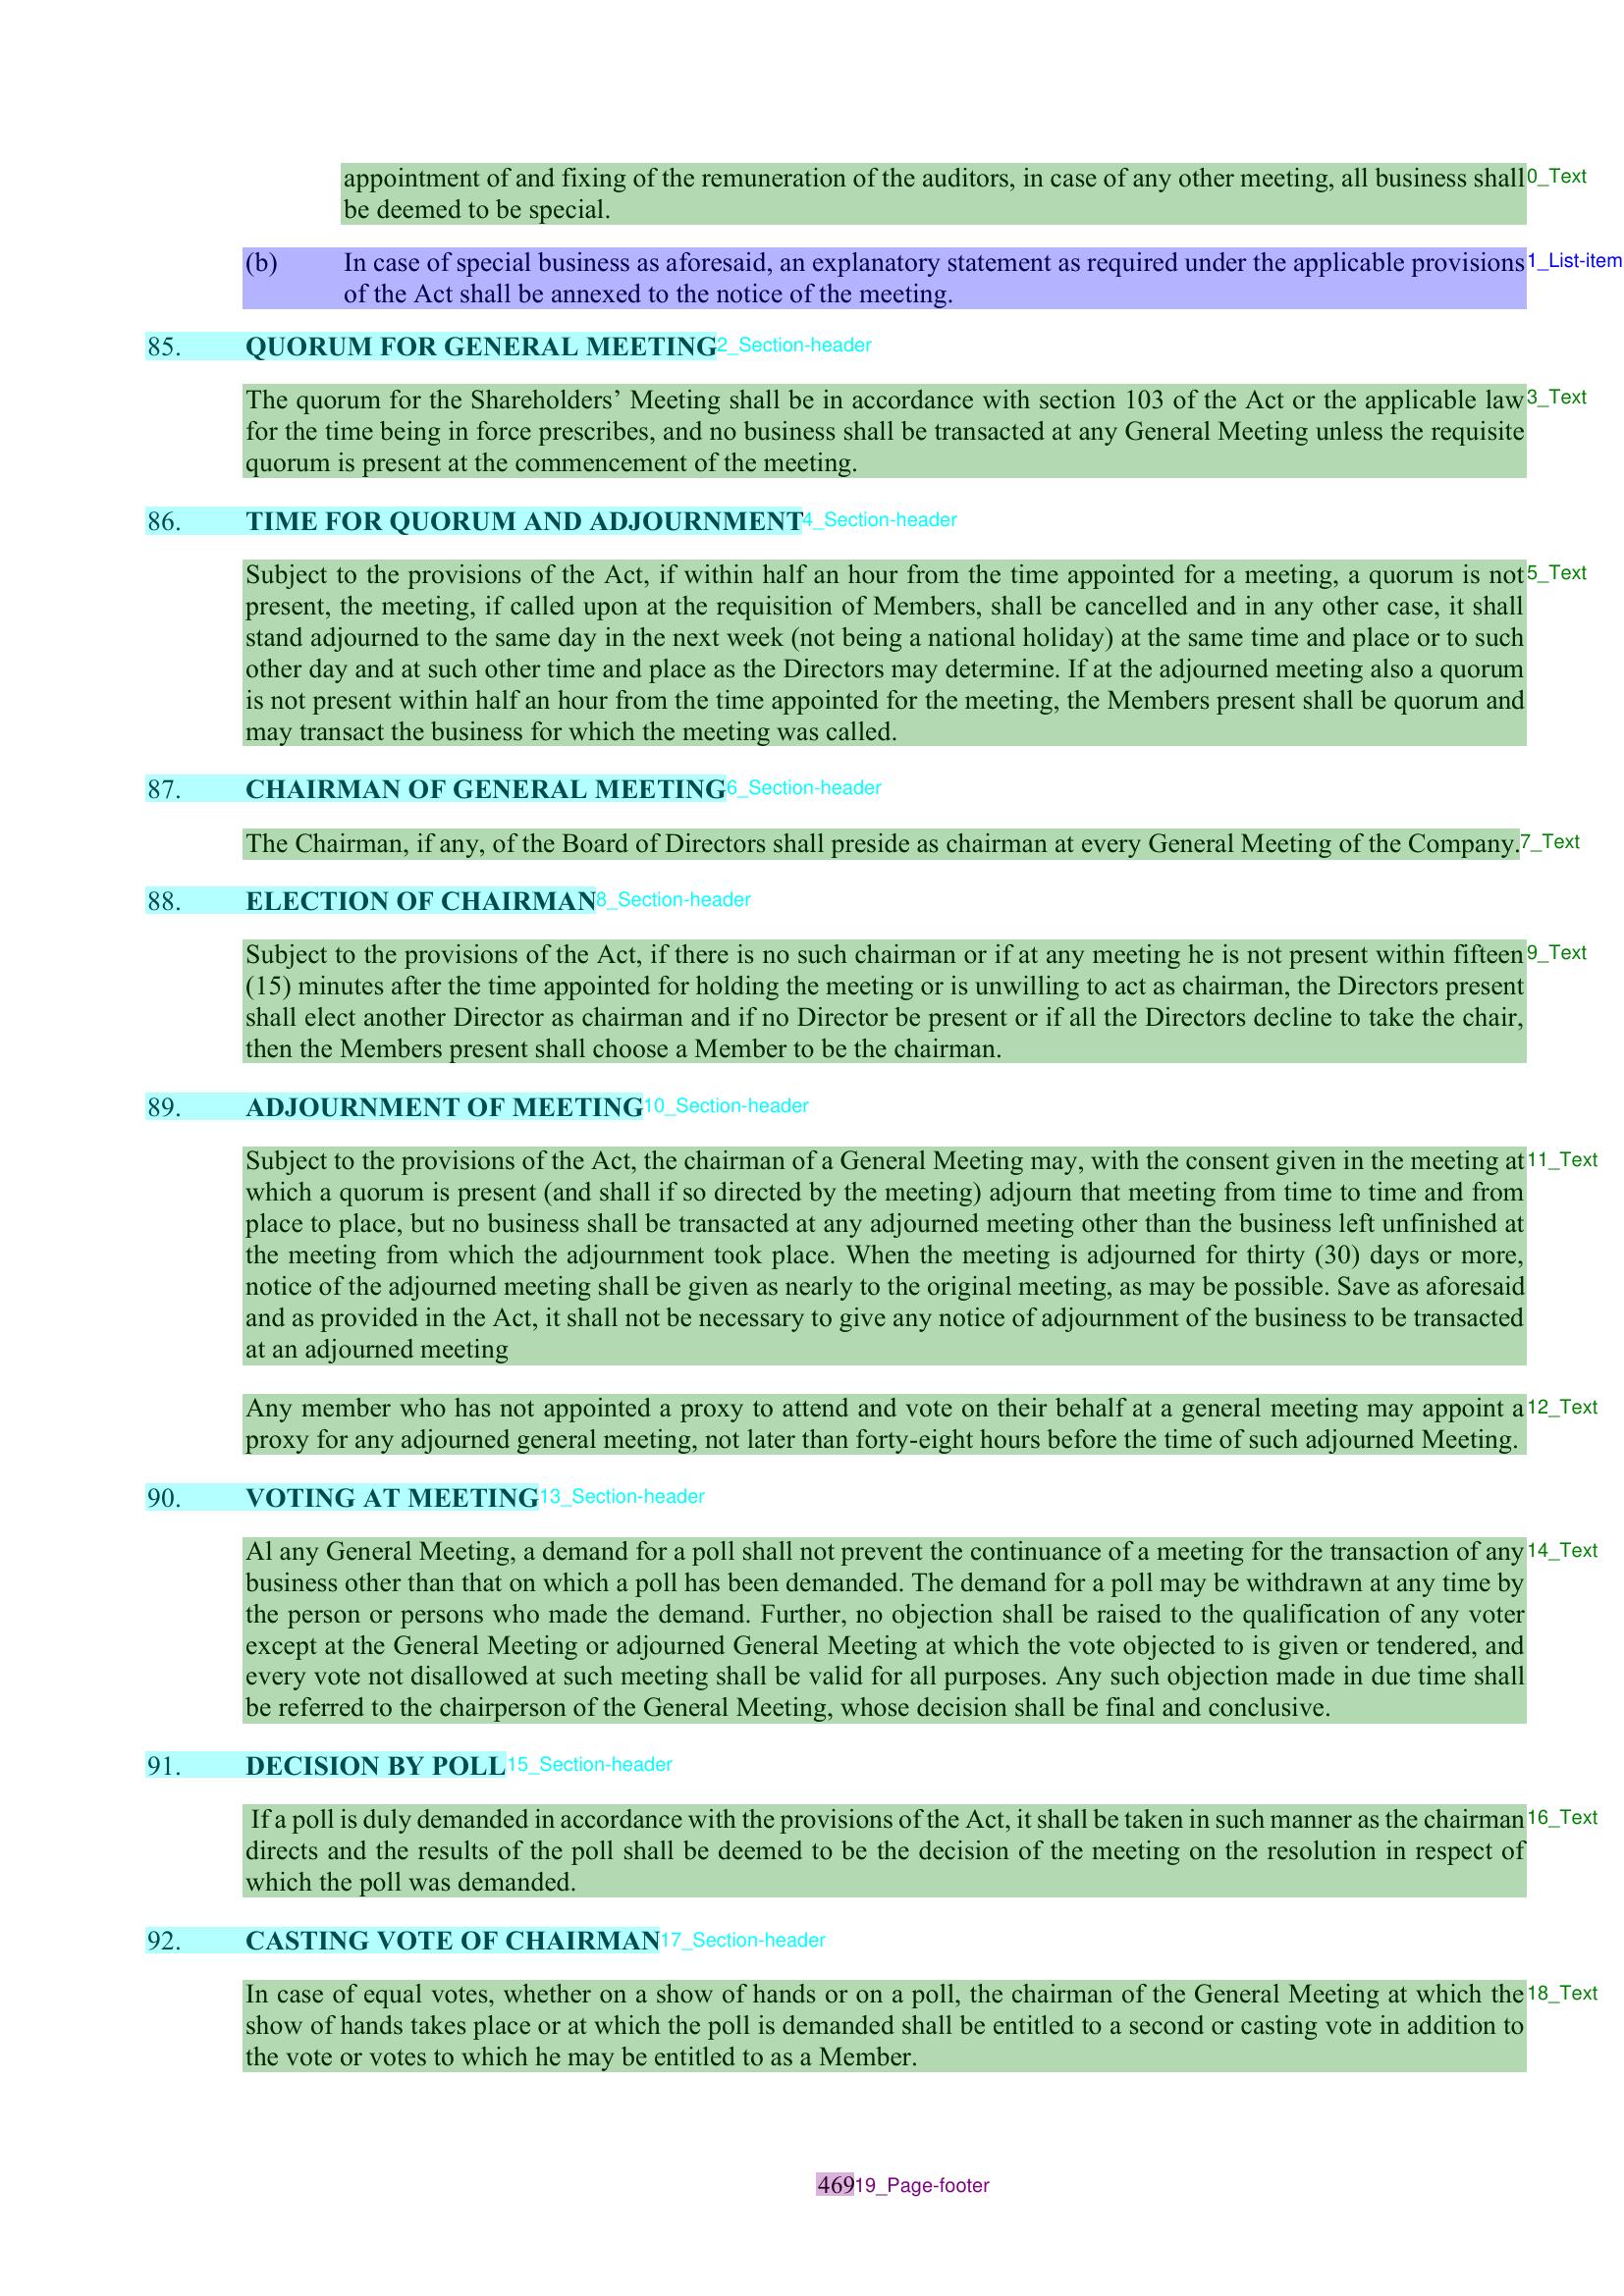 appointment of and fixing of the remuneration of the auditors, in case of any other meeting, all business shall 0_Text
be deemed to be special.
(b) In case of special business as aforesaid, an explanatory statement as required under the applicable provisions 1_List-item
of the Act shall be annexed to the notice of the meeting.
85. QUORUM FOR GENERAL MEETING 2_Section-header
The quorum for the Shareholders’ Meeting shall be in accordance with section 103 of the Act or the applicable law 3_Text
for the time being in force prescribes, and no business shall be transacted at any General Meeting unless the requisite
quorum is present at the commencement of the meeting.
86. TIME FOR QUORUM AND ADJOURNMENT 4_Section-header
Subject to the provisions of the Act, if within half an hour from the time appointed for a meeting, a quorum is not 5_Text
present, the meeting, if called upon at the requisition of Members, shall be cancelled and in any other case, it shall
stand adjourned to the same day in the next week (not being a national holiday) at the same time and place or to such
other day and at such other time and place as the Directors may determine. If at the adjourned meeting also a quorum
is not present within half an hour from the time appointed for the meeting, the Members present shall be quorum and
may transact the business for which the meeting was called.
87. CHAIRMAN OF GENERAL MEETING 6_Section-header
The Chairman, if any, of the Board of Directors shall preside as chairman at every General Meeting of the Company. 7_Text
88. ELECTION OF CHAIRMAN 8_Section-header
Subject to the provisions of the Act, if there is no such chairman or if at any meeting he is not present within fifteen 9_Text
(15) minutes after the time appointed for holding the meeting or is unwilling to act as chairman, the Directors present
shall elect another Director as chairman and if no Director be present or if all the Directors decline to take the chair,
then the Members present shall choose a Member to be the chairman.
89. ADJOURNMENT OF MEETING 10_Section-header
Subject to the provisions of the Act, the chairman of a General Meeting may, with the consent given in the meeting at 11_Text
which a quorum is present (and shall if so directed by the meeting) adjourn that meeting from time to time and from
place to place, but no business shall be transacted at any adjourned meeting other than the business left unfinished at
the meeting from which the adjournment took place. When the meeting is adjourned for thirty (30) days or more,
notice of the adjourned meeting shall be given as nearly to the original meeting, as may be possible. Save as aforesaid
and as provided in the Act, it shall not be necessary to give any notice of adjournment of the business to be transacted
at an adjourned meeting
Any member who has not appointed a proxy to attend and vote on their behalf at a general meeting may appoint a 12_Text
proxy for any adjourned general meeting, not later than forty-eight hours before the time of such adjourned Meeting.
90. VOTING AT MEETING 13_Section-header
Al any General Meeting, a demand for a poll shall not prevent the continuance of a meeting for the transaction of any 14_Text
business other than that on which a poll has been demanded. The demand for a poll may be withdrawn at any time by
the person or persons who made the demand. Further, no objection shall be raised to the qualification of any voter
except at the General Meeting or adjourned General Meeting at which the vote objected to is given or tendered, and
every vote not disallowed at such meeting shall be valid for all purposes. Any such objection made in due time shall
be referred to the chairperson of the General Meeting, whose decision shall be final and conclusive.
91. DECISION BY POLL 15_Section-header
If a poll is duly demanded in accordance with the provisions of the Act, it shall be taken in such manner as the chairman 16_Text
directs and the results of the poll shall be deemed to be the decision of the meeting on the resolution in respect of
which the poll was demanded.
92. CASTING VOTE OF CHAIRMAN 17_Section-header
In case of equal votes, whether on a show of hands or on a poll, the chairman of the General Meeting at which the 18_Text
show of hands takes place or at which the poll is demanded shall be entitled to a second or casting vote in addition to
the vote or votes to which he may be entitled to as a Member.
469 19_Page-footer